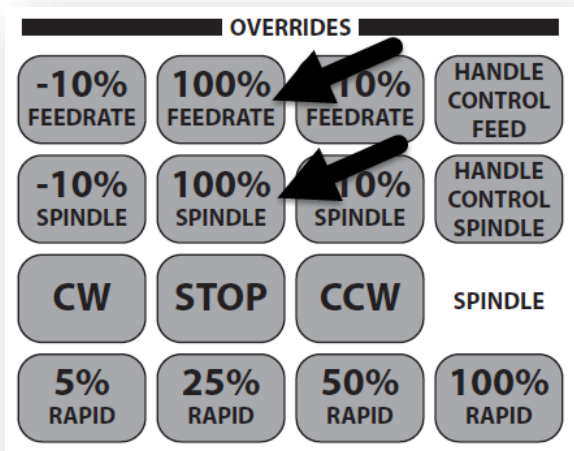 OVERRIDES
-10%
FEEDRATE
100%
FEEDRATE
10%
FEEDRATE
HANDLE
CONTROL
FEED
-10%
SPINDLE
100%
SPINDLE
10%
SPINDLE
HANDLE
CONTROL
SPINDLE
CW
STOP
CCW
SPINDLE
5%
RAPID
25%
RAPID
50%
RAPID
100%
RAPID